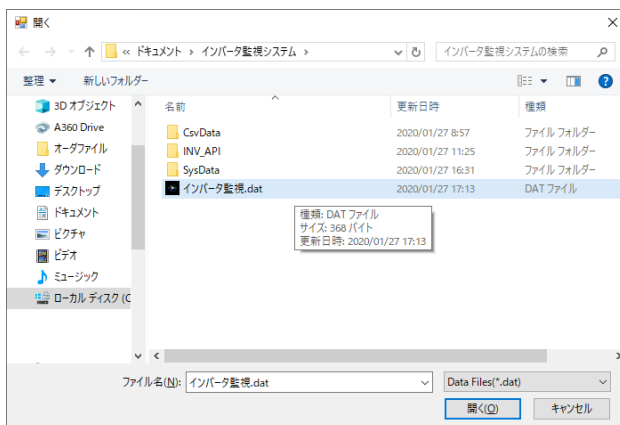 開く
« ドキュメント › インバータ監視システム ›
インバータ監視システムの検索
整理 新しいフォルダー
3D オブジェクト
A360 Drive
オーダファイル
ダウンロード
デスクトップ
ドキュメント
ピクチャ
ビデオ
ミュージック
ローカル ディスク (C
名前 更新日時 種類
CsvData 2020/01/27 8:57 ファイル フォルダー
INV_API 2020/01/27 11:25 ファイル フォルダー
SysData 2020/01/27 16:31 ファイル フォルダー
インバータ監視.dat 2020/01/27 17:13 DAT ファイル
種類: DAT ファイル
サイズ: 368 バイト
更新日時: 2020/01/27 17:13
ファイル名(N): インバータ監視.dat Data Files(*.dat)
開く(O) キャンセル